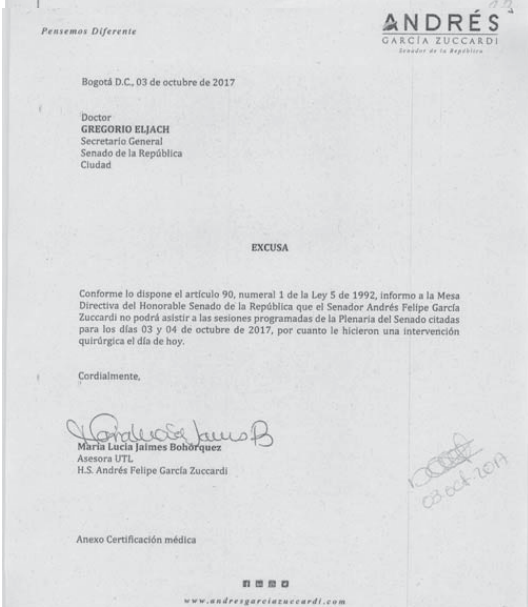 Pensemos Diferente
ANDRÉS
GARCÍA ZUCCARDI
Senador de la República
Bogotá D.C., 03 de octubre de 2017
Doctor
GREGORIO ELJACH
Secretario General
Senado de la República
Ciudad
EXCUSA
Conforme lo dispone el artículo 90, numeral 1 de la Ley 5 de 1992, informo a la Mesa
Directiva del Honorable Senado de la República que el Senador Andrés Felipe García
Zuccardi no podrá asistir a las sesiones programadas de la Plenaria del Senado citadas
para los días 03 y 04 de octubre de 2017, por cuanto le hicieron una intervención
quirúrgica el día de hoy.
Cordialmente,
María Lucía Jaimes Bohórquez
Asesora UTL
H.S. Andrés Felipe García Zuccardi
03 oct 2017
Anexo Certificación médica
www.andresgarciazuccardi.com